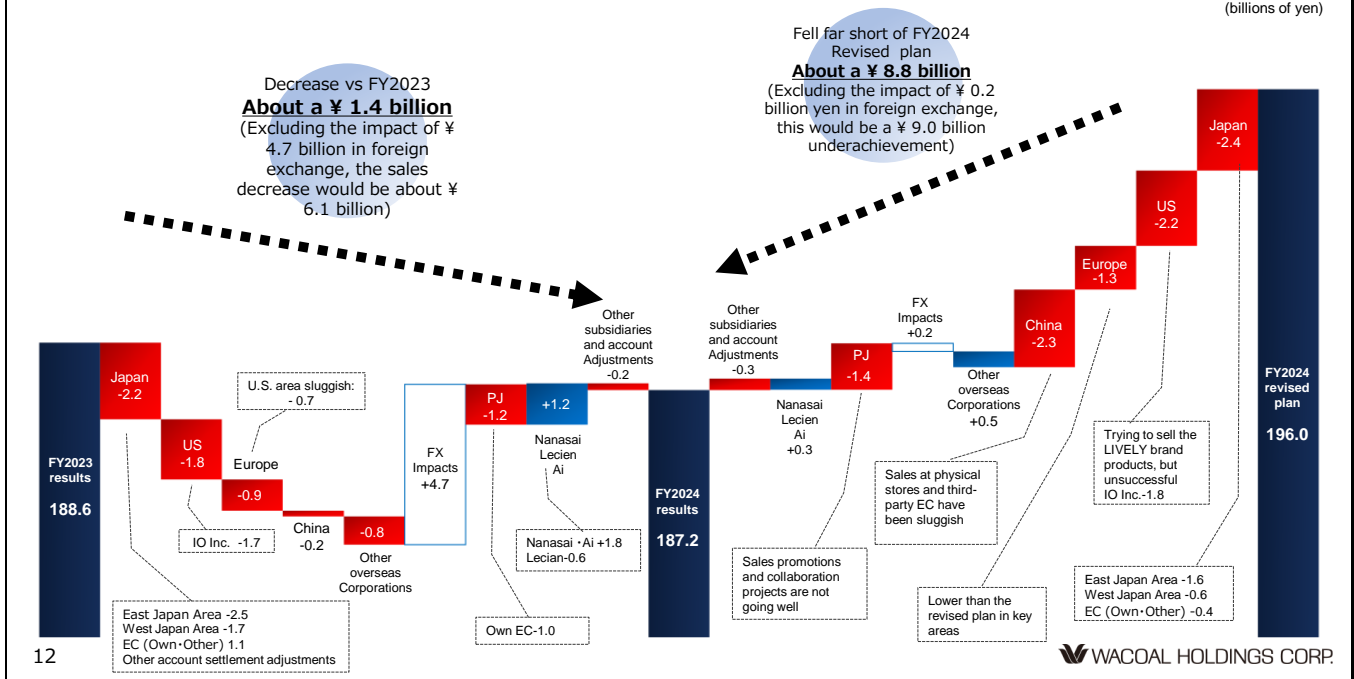 (billions of yen)
Decrease vs FY2023
About a ¥ 1.4 billion
(Excluding the impact of ¥
4.7 billion in foreign
exchange, the sales
decrease would be about ¥
6.1 billion)
Fell far short of FY2024
Revised plan
About a ¥ 8.8 billion
(Excluding the impact of ¥ 0.2
billion yen in foreign exchange,
this would be a ¥ 9.0 billion
underachievement)
FY2023
results
188.6
Japan
-2.2
East Japan Area -2.5
West Japan Area -1.7
EC (Own・Other) 1.1
Other account settlement adjustments
US
-1.8
IO Inc. -1.7
U.S. area sluggish:
- 0.7
Europe
-0.9
China
-0.2
-0.8
Other
overseas
Corporations
FX
Impacts
+4.7
PJ
-1.2
Own EC-1.0
+1.2
Nanasai
Lecien
Ai
Nanasai ・Ai +1.8
Lecian-0.6
Other
subsidiaries
and account
Adjustments
-0.2
FY2024
results
187.2
Other
subsidiaries
and account
Adjustments
-0.3
Nanasai
Lecien
Ai
+0.3
PJ
-1.4
Sales promotions
and collaboration
projects are not
going well
FX
Impacts
+0.2
Other
overseas
Corporations
+0.5
China
-2.3
Sales at physical
stores and third-
party EC have
been sluggish
Europe
-1.3
Lower than the
revised plan in key
areas
US
-2.2
Trying to sell the
LIVELY brand
products, but
unsuccessful
IO Inc.-1.8
Japan
-2.4
East Japan Area -1.6
West Japan Area -0.6
EC (Own・Other) -0.4
FY2024
revised
plan
196.0
12
WACOAL HOLDINGS CORP.